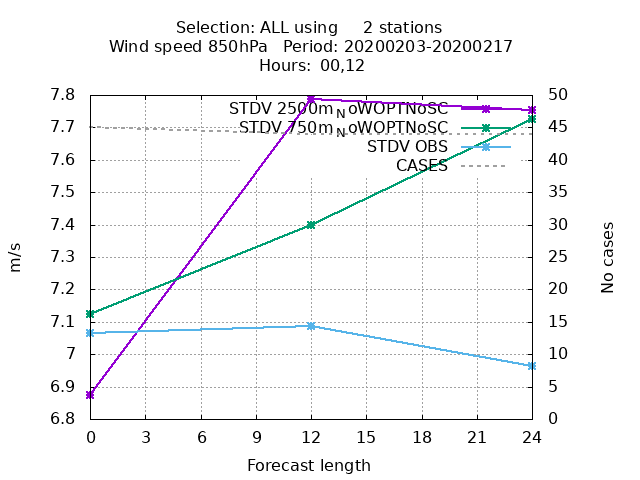 Selection: ALL using     2 stations
Wind speed 850hPa   Period: 20200203-20200217
Hours:  00,12
7.8
50
STDV 2500m_NoWOPTNoSC
7.7
45
STDV 750m_NoWOPTNoSC
STDV OBS
7.6
40
CASES
7.5
35
7.4
30
7.3
25
7.2
20
7.1
15
7
10
6.9
5
6.8
0
m/s
No cases
0 3 6 9 12 15 18 21 24
Forecast length